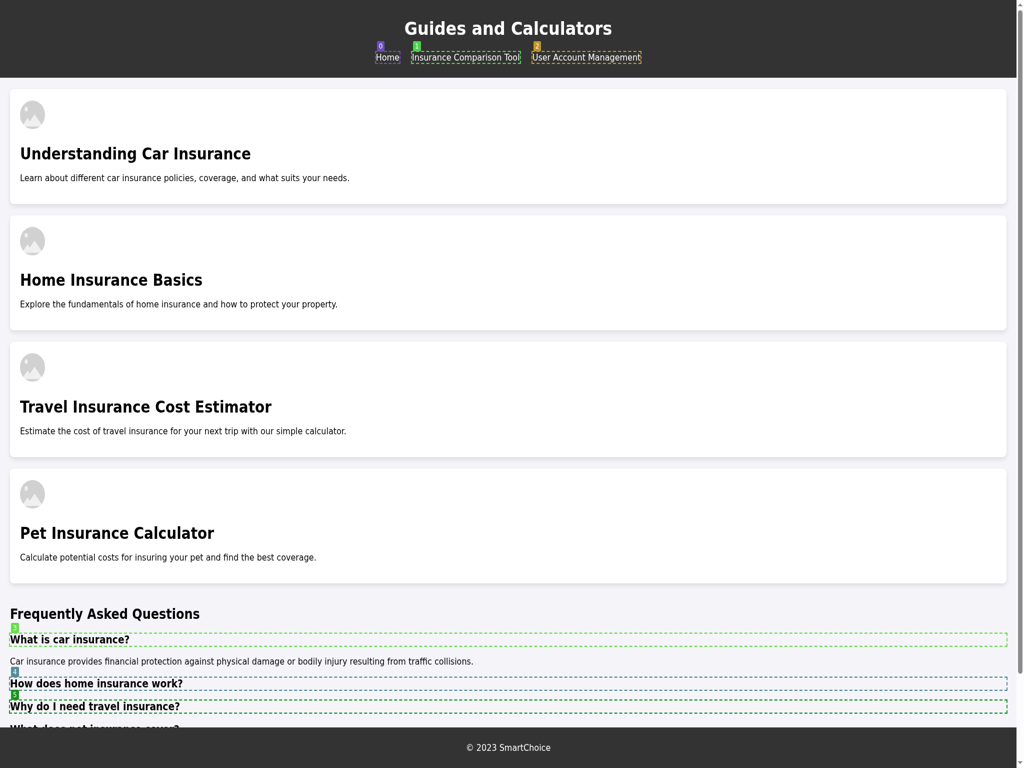 Guides and Calculators
0
1
2
Home
Insurance Comparison Tool
User Account Management
Understanding Car Insurance
Learn about different car insurance policies, coverage, and what suits your needs.
Home Insurance Basics
Explore the fundamentals of home insurance and how to protect your property.
Travel Insurance Cost Estimator
Estimate the cost of travel insurance for your next trip with our simple calculator.
Pet Insurance Calculator
Calculate potential costs for insuring your pet and find the best coverage.
Frequently Asked Questions
3
What is car insurance?
Car insurance provides financial protection against physical damage or bodily injury resulting from traffic collisions.
4
How does home insurance work?
5
Why do I need travel insurance?
What does pet insurance cover?
© 2023 SmartChoice